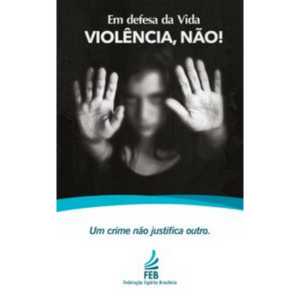 Em defesa da Vida
VIOLÊNCIA, NÃO!
Um crime não justifica outro.
FEB
Federação Espírita Brasileira